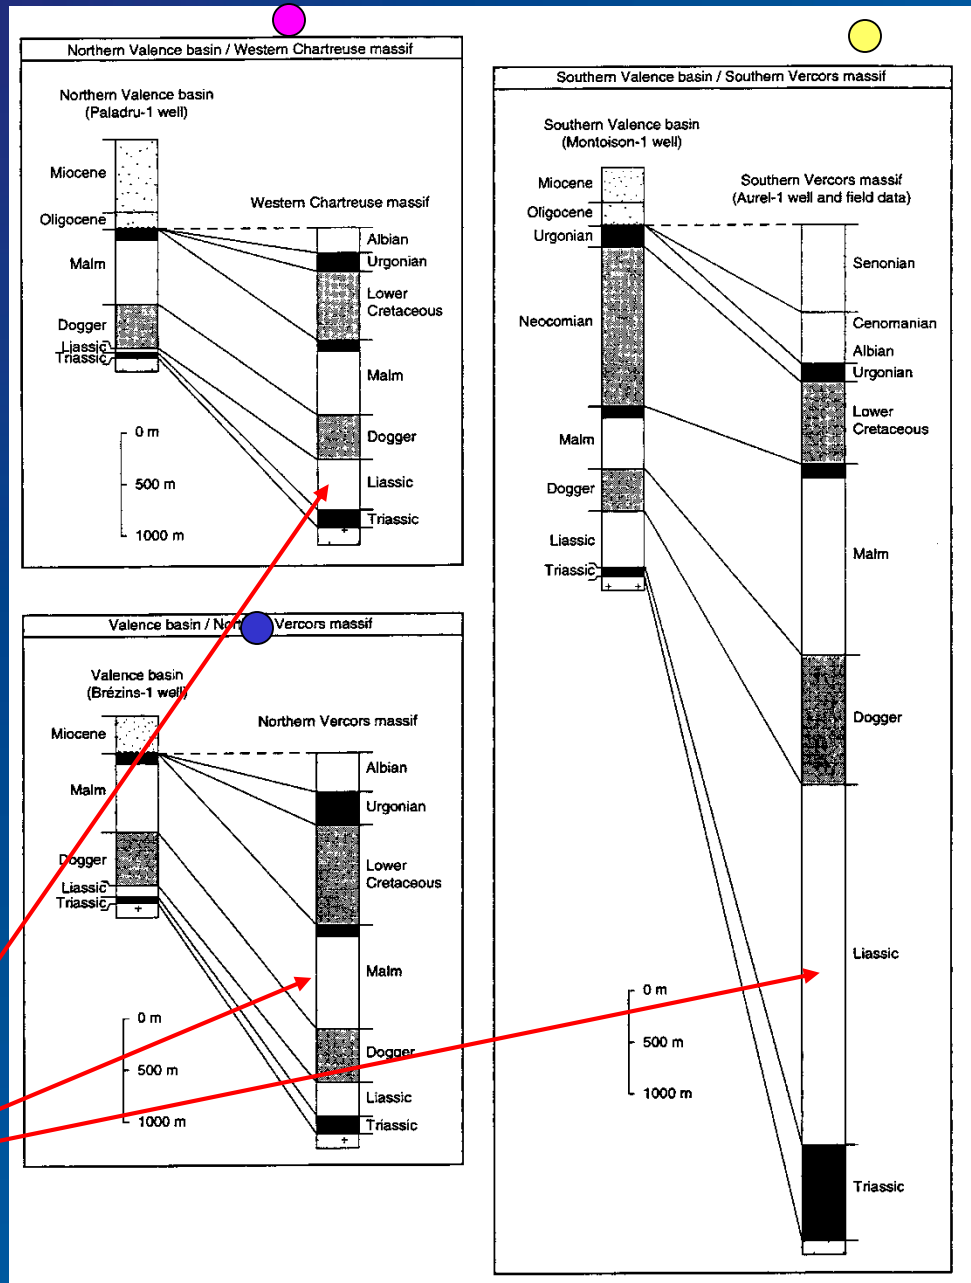 Northern Valence basin / Western Chartreuse massif
Northern Valence basin
(Paladru-1 well)
Miocene
Oligocene
Malm
Dogger
Liassic
Triassic
Western Chartreuse massif
Albian
Urgonian
Lower
Cretaceous
Malm
Dogger
Liassic
Triassic
0 m
500 m
1000 m
Valence basin / Vercors massif
Valence basin
(Brézins-1 well)
Miocene
Malm
Dogger
Liassic
Triassic
Northern Vercors massif
Albian
Urgonian
Lower
Cretaceous
Malm
Dogger
Liassic
Triassic
0 m
500 m
1000 m
Southern Valence basin / Southern Vercors massif
Southern Valence basin
(Montoison-1 well)
Miocene
Oligocene
Urgonian
Neocomian
Malm
Dogger
Liassic
Triassic
Southern Vercors massif
(Aurel-1 well and field data)
Senonian
Cenomanian
Albian
Urgonian
Lower
Cretaceous
Malm
Dogger
Liassic
Triassic
0 m
500 m
1000 m